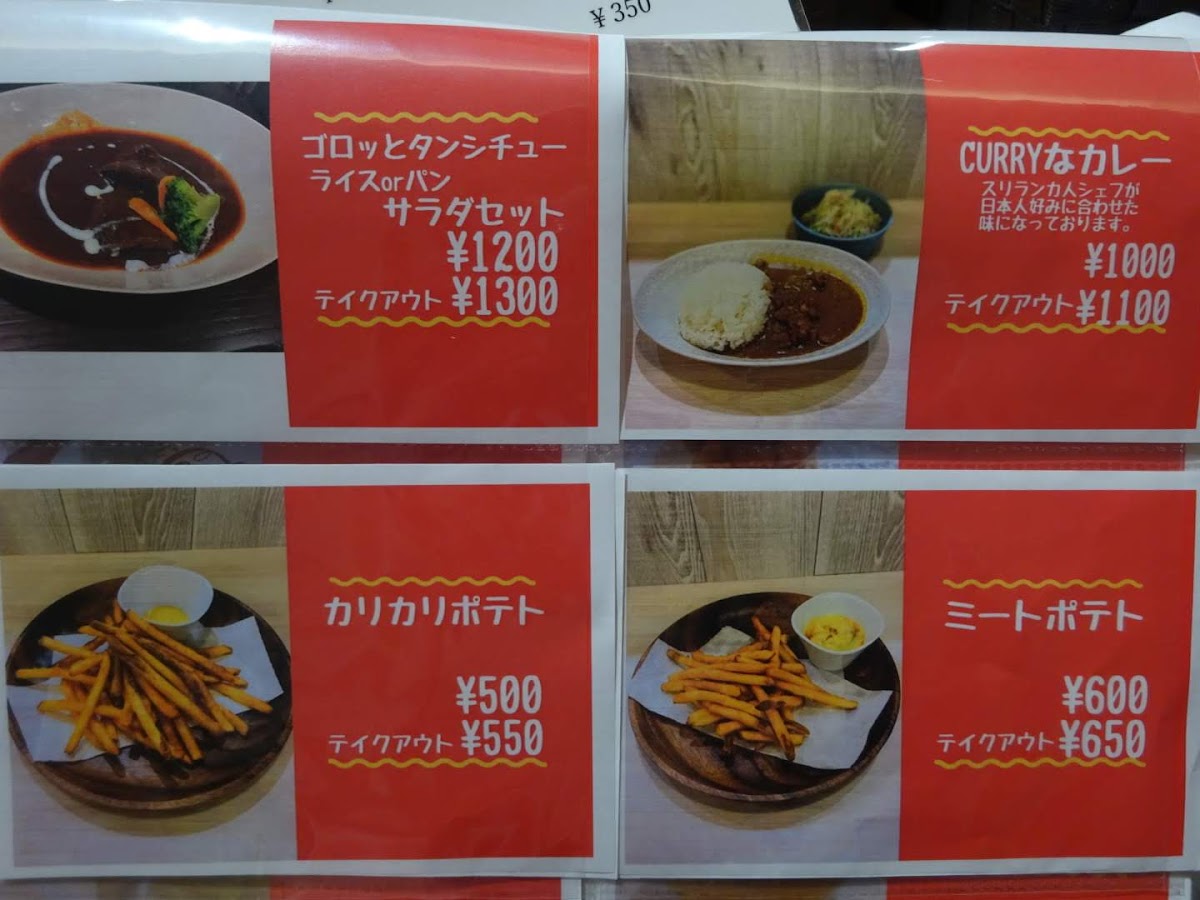 ¥350
ゴロッとタンシチュー
ライスorパン
サラダセット
¥1200
テイクアウト ¥1300
CURRYなカレー
スリランカ人シェフが
日本人好みに合わせた
味になっております。
¥1000
テイクアウト ¥1100
カリカリポテト
¥500
テイクアウト ¥550
ミートポテト
¥600
テイクアウト ¥650